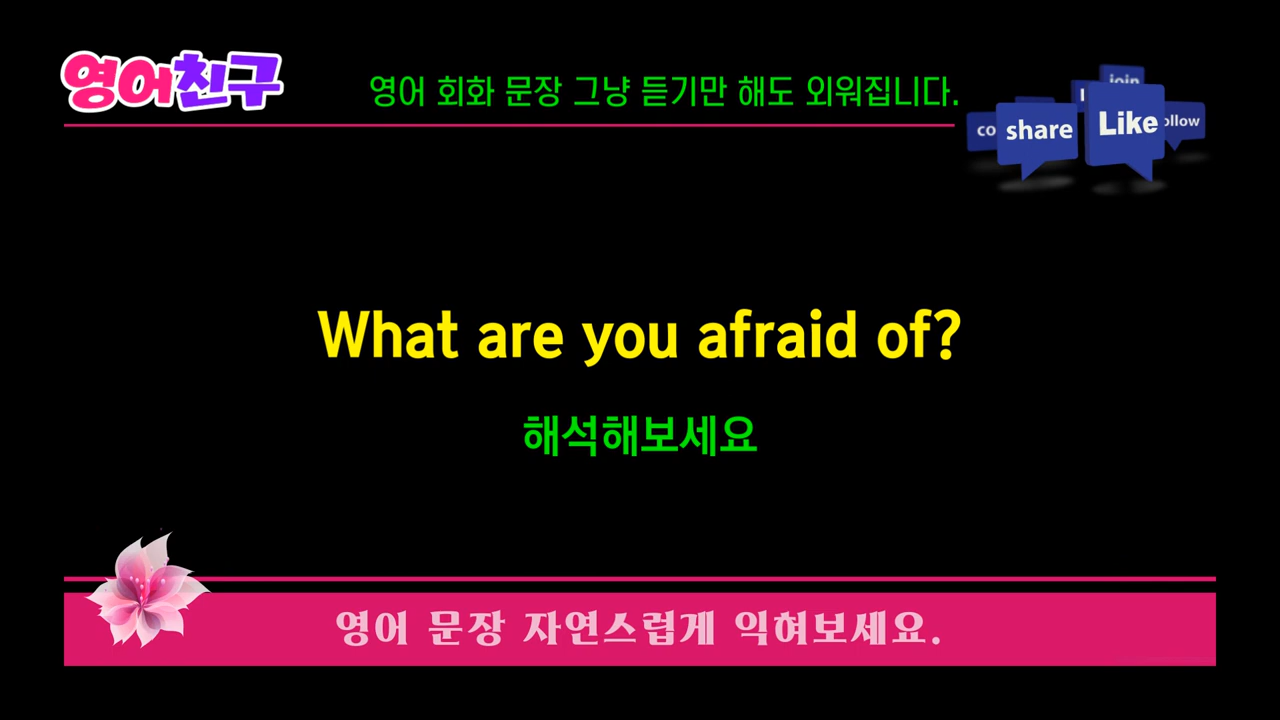 영어친구
영어 회화 문장 그냥 듣기만 해도 외워집니다.
join
share
Like
What are you afraid of?
해석해보세요
영어 문장 자연스럽게 익혀보세요.